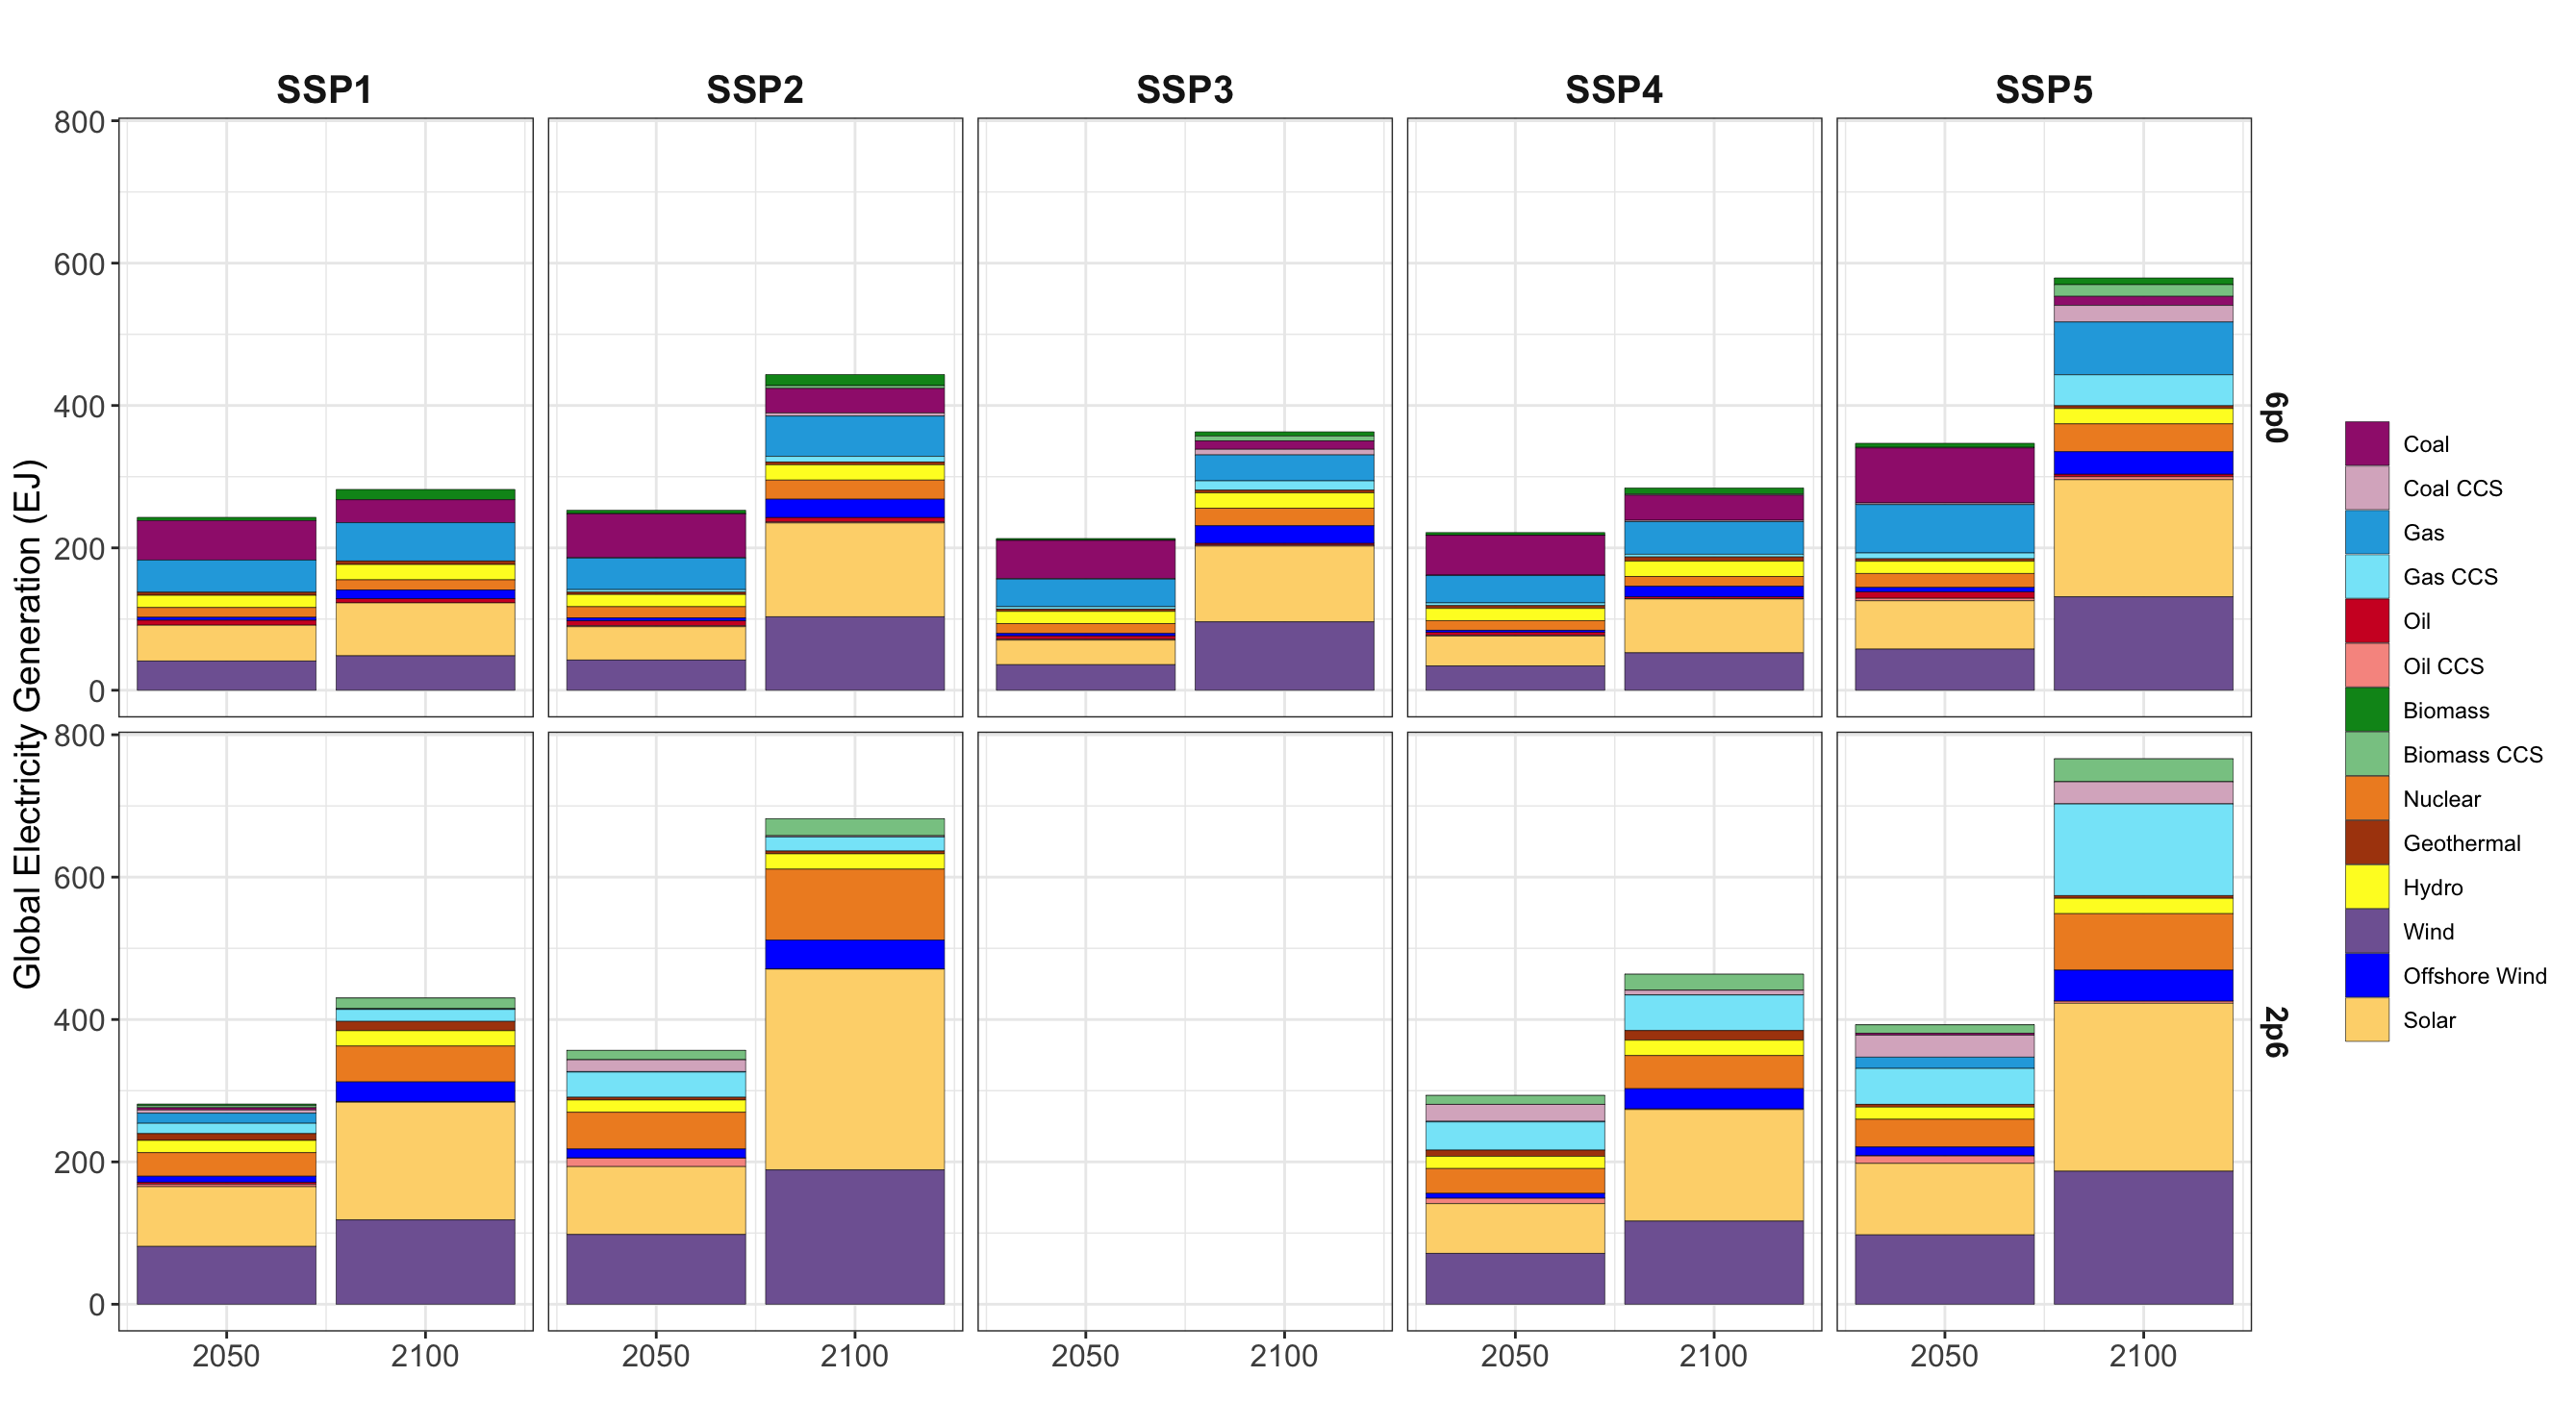 SSP1 SSP2 SSP3 SSP4 SSP5
Global Electricity Generation (EJ)
800
600
400
200
0
6p0
800
600
400
200
0
2p6
2050 2100 2050 2100 2050 2100 2050 2100 2050 2100
Coal
Coal CCS
Gas
Gas CCS
Oil
Oil CCS
Biomass
Biomass CCS
Nuclear
Geothermal
Hydro
Wind
Offshore Wind
Solar